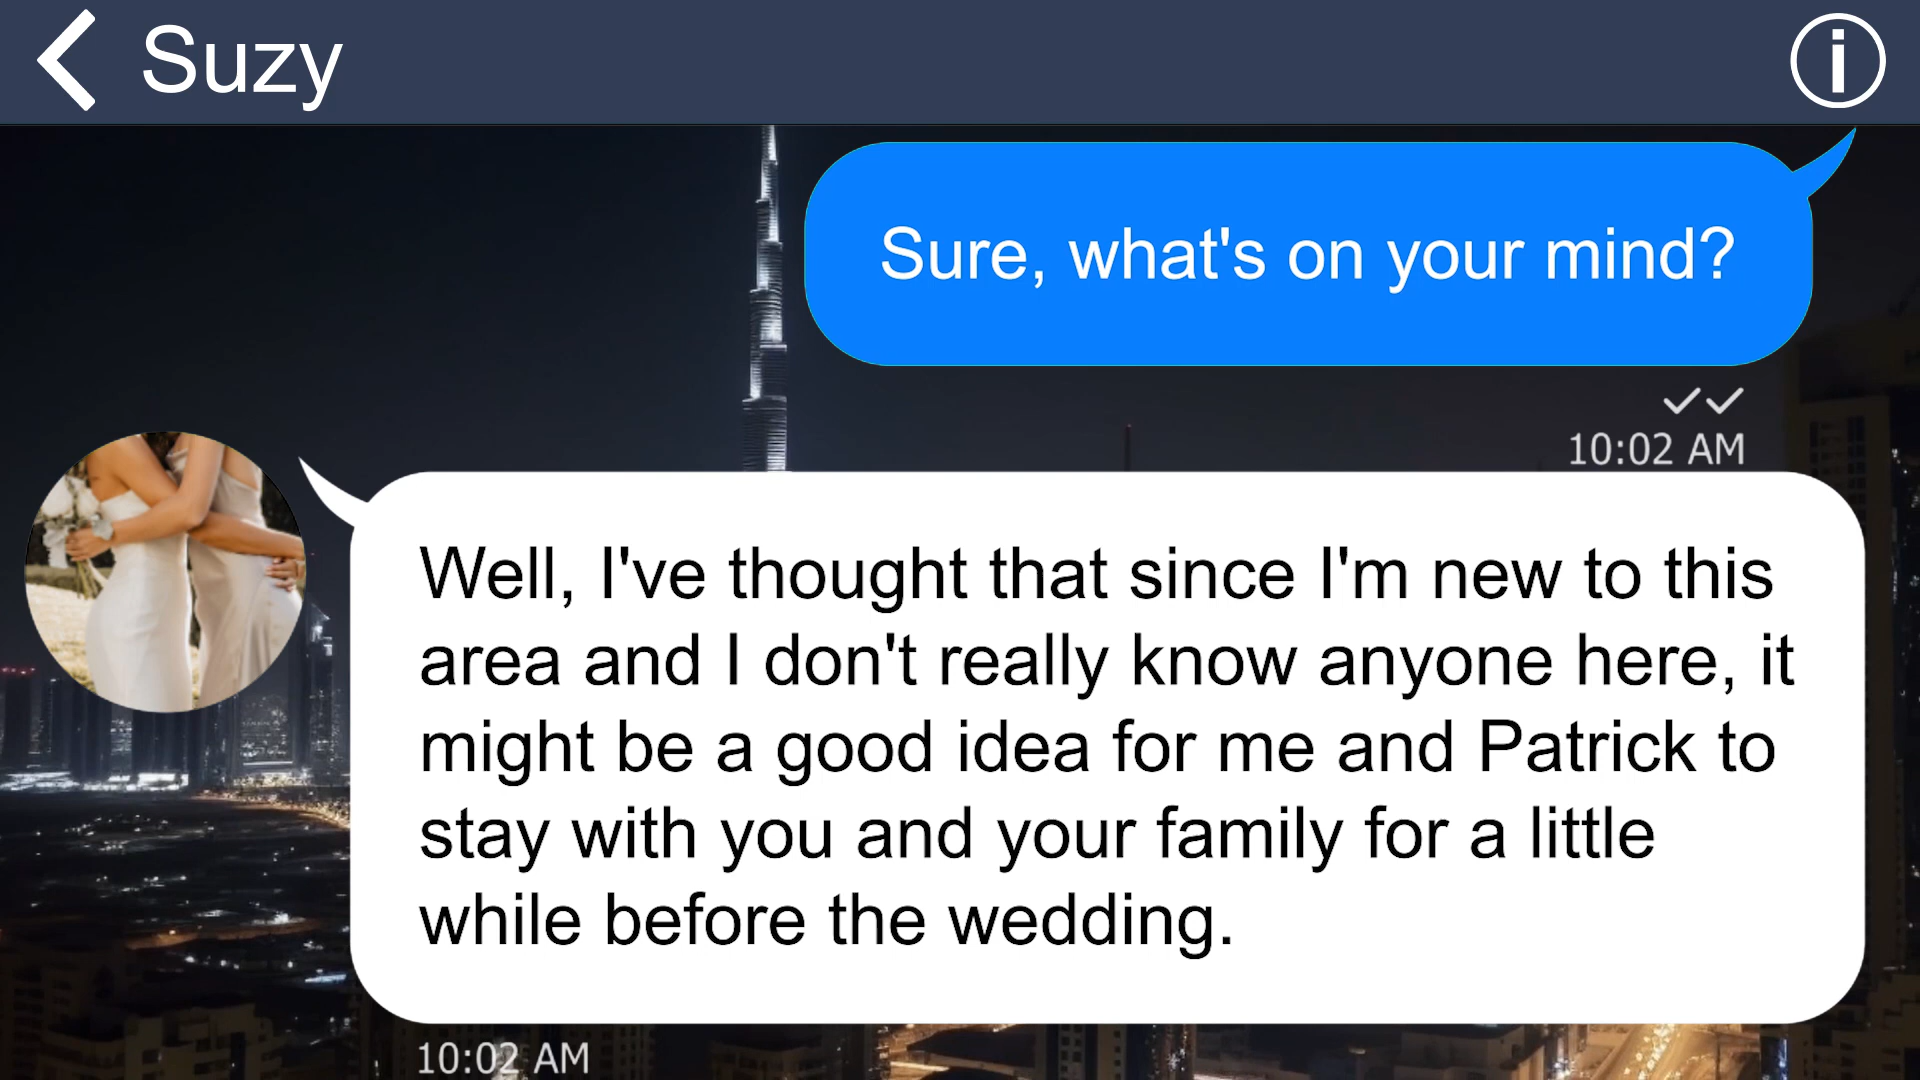 Suzy
Sure, what's on your mind?
10:02 AM
Well, I've thought that since I'm new to this
area and I don't really know anyone here, it
might be a good idea for me and Patrick to
stay with you and your family for a little
while before the wedding.
10:02 AM